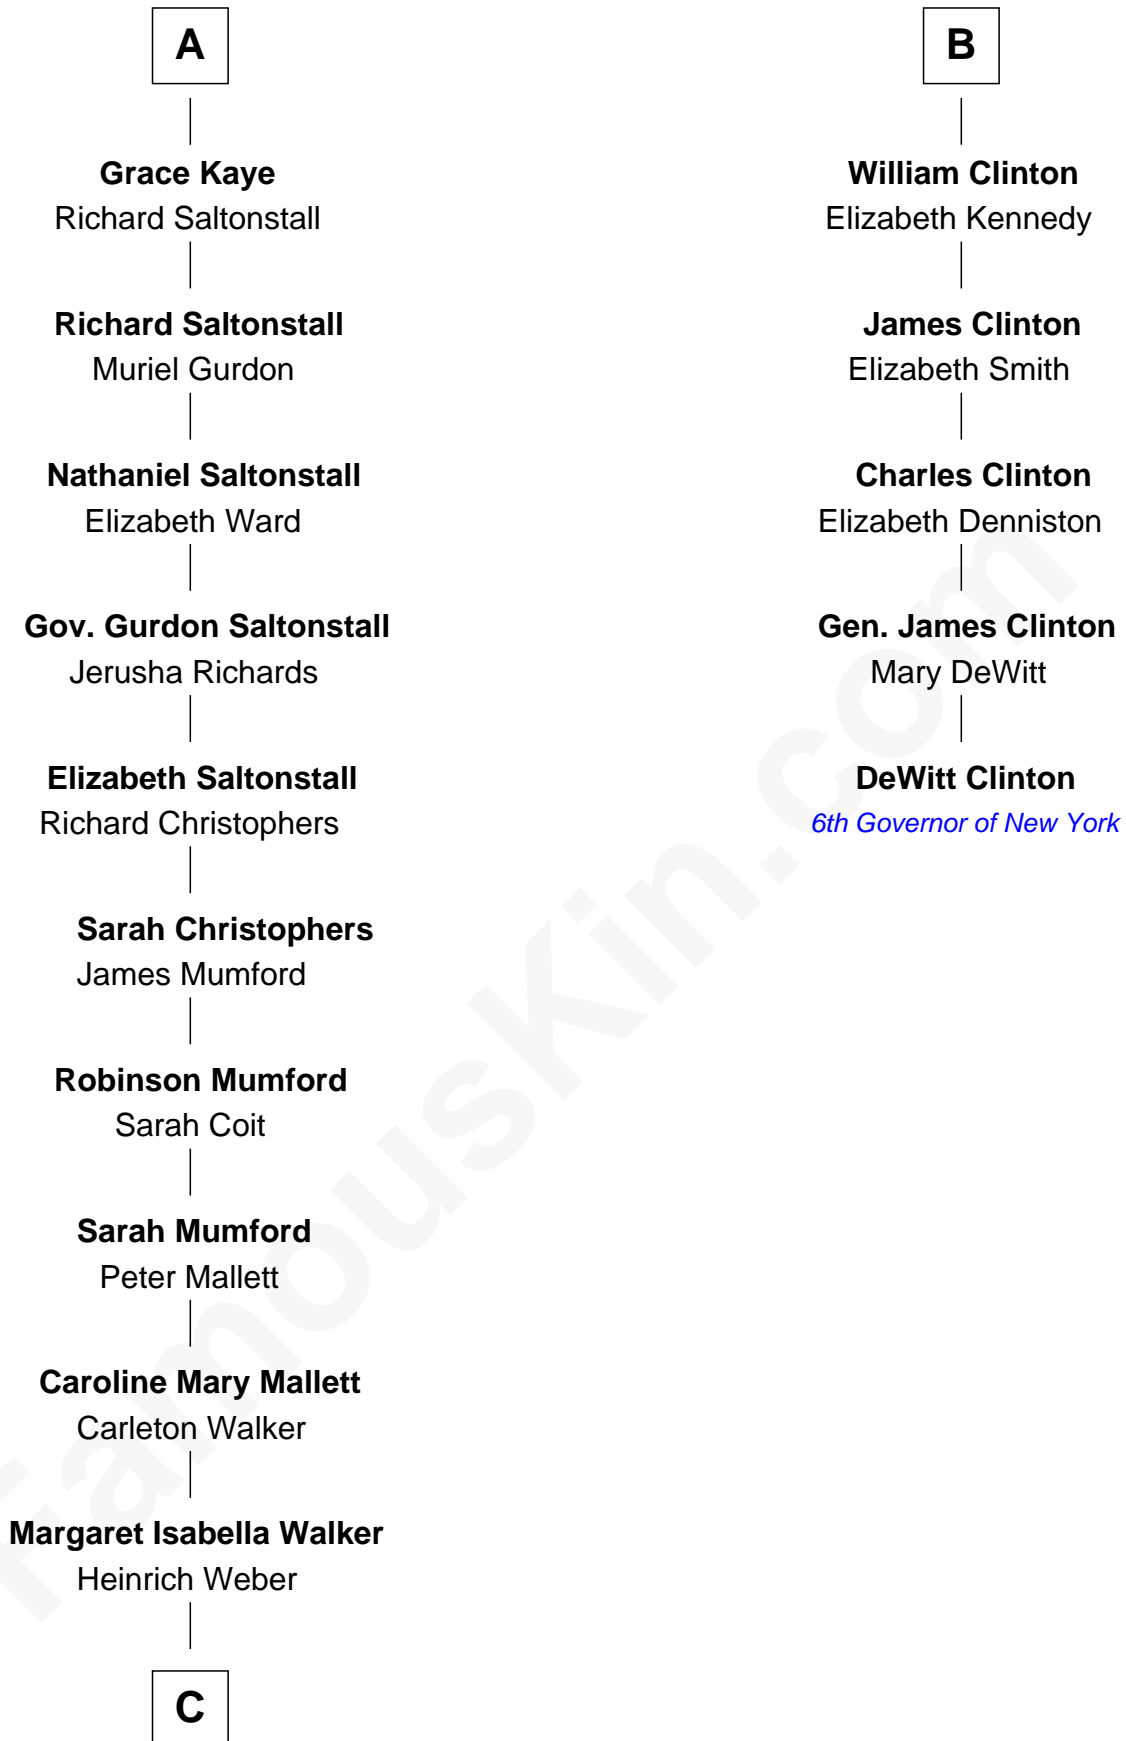 A
Grace Kaye
Richard Saltonstall
Richard Saltonstall
Muriel Gurdon
Nathaniel Saltonstall
Elizabeth Ward
Gov. Gurdon Saltonstall
Jerusha Richards
Elizabeth Saltonstall
Richard Christophers
Sarah Christophers
James Mumford
Robinson Mumford
Sarah Coit
Sarah Mumford
Peter Mallett
Caroline Mary Mallett
Carleton Walker
Margaret Isabella Walker
Heinrich Weber
C
B
William Clinton
Elizabeth Kennedy
James Clinton
Elizabeth Smith
Charles Clinton
Elizabeth Denniston
Gen. James Clinton
Mary DeWitt
DeWitt Clinton
6th Governor of New York
FamousKin.com